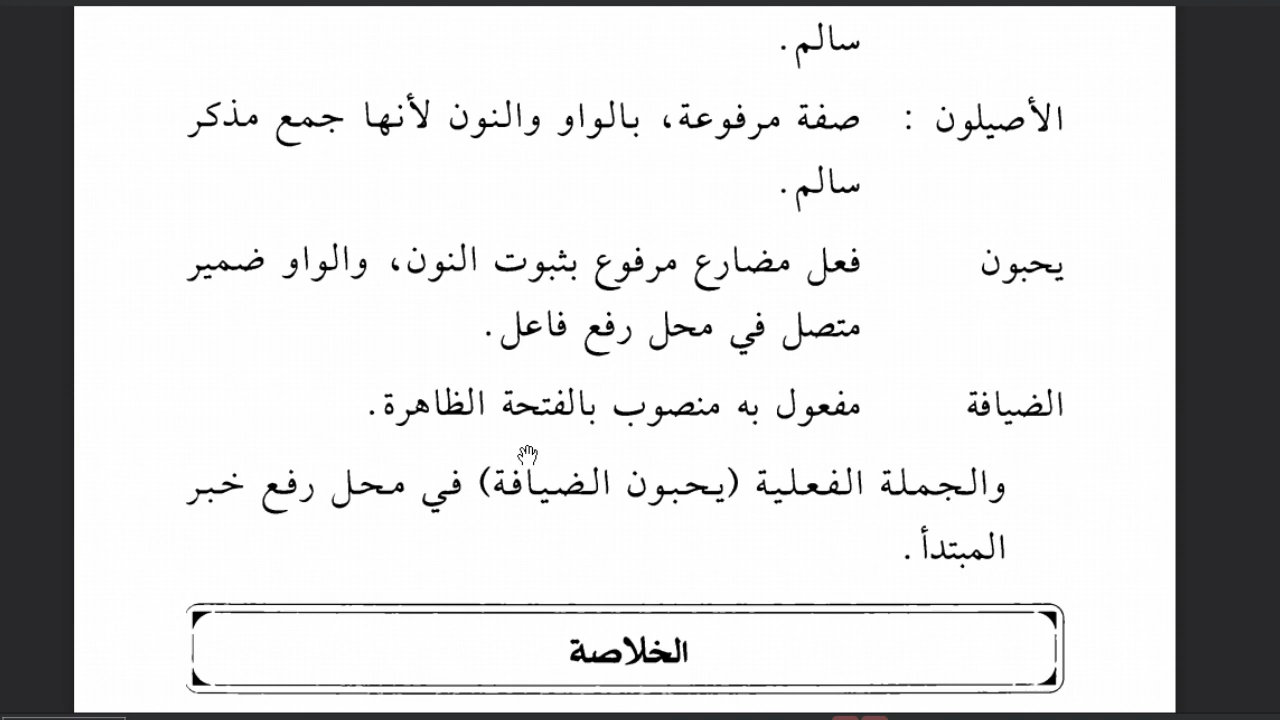 سالم.
الأصيلون : صفة مرفوعة، بالواو والنون لأنها جمع مذكر
سالم.
يحبون فعل مضارع مرفوع بثبوت النون، والواو ضمير
متصل في محل رفع فاعل.
الضيافة مفعول به منصوب بالفتحة الظاهرة.
والجملة الفعلية (يحبون الضيافة) في محل رفع خبر
المبتدأ.
الخلاصة